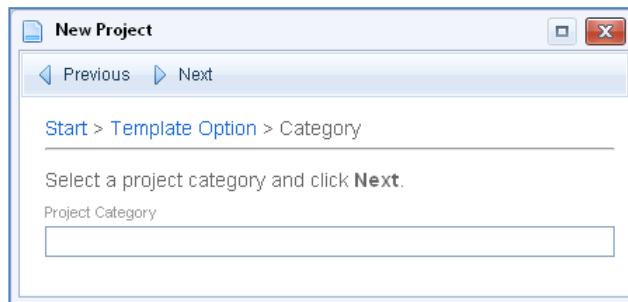 New Project
Previous Next
Start > Template Option > Category
Select a project category and click Next.
Project Category